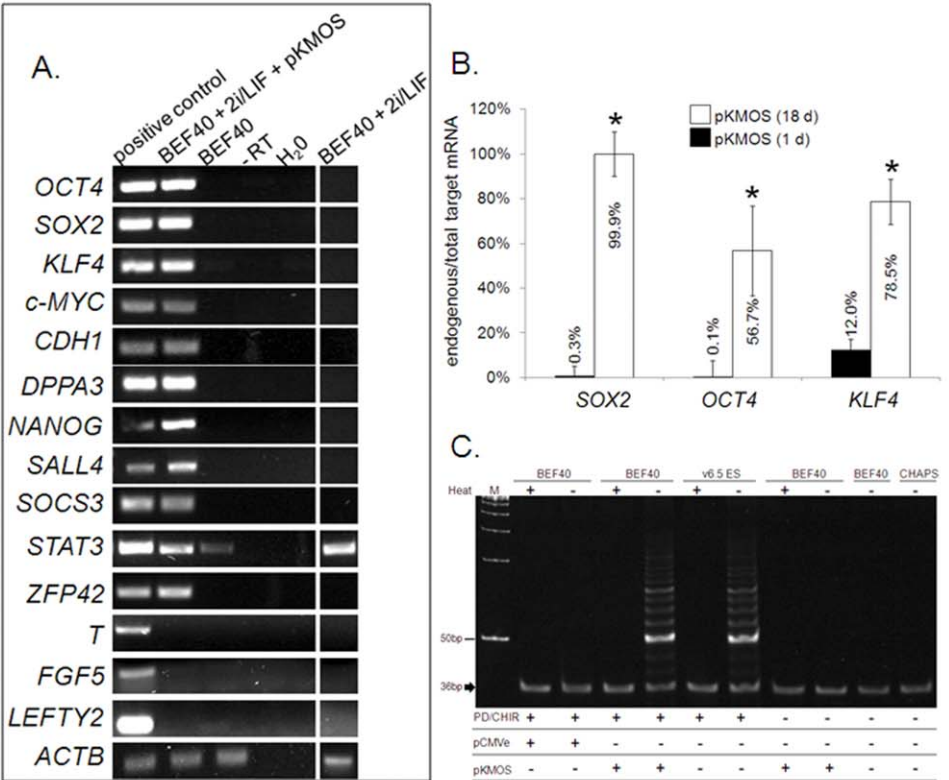 A.
positive control
BEF40 + 2i/LIF + pKMOS
BEF40
- RT
H20
BEF40 + 2i/LIF
OCT4
SOX2
KLF4
c-MYC
CDH1
DPPA3
NANOG
SALL4
SOCS3
STAT3
ZFP42
T
FGF5
LEFTY2
ACTB
B.
endogenous/total target mRNA
120%
100%
80%
60%
40%
20%
0%
pKMOS (18 d)
pKMOS (1 d)
* * *
0.3% 99.9% 0.1% 56.7% 12.0% 78.5%
SOX2 OCT4 KLF4
C.
BEF40 BEF40 v6.5 ES BEF40 BEF40 CHAPS
Heat M + - + - + - + - - -
50bp
36bp
PD/CHIR + + + + + + - - - -
pCMVe + + - - - - - - - -
pKMOS - - + + - - + + - -